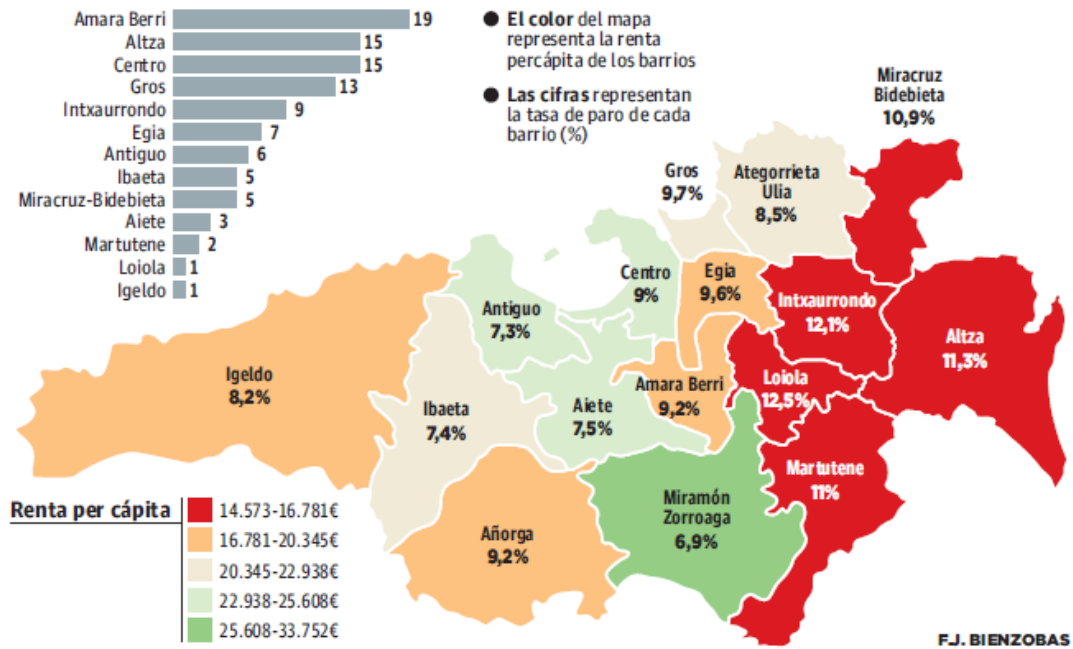 Amara Berri 19
Altza 15
Centro 15
Gros 13
Intxaurrondo 9
Egia 7
Antiguo 6
Ibaeta 5
Miracruz-Bidebieta 5
Aiete 3
Martutene 2
Loiola 1
Igeldo 1
● El color del mapa
representa la renta
percápita de los barrios
● Las cifras representan
la tasa de paro de cada
barrio (%)
Miracruz
Bidebieta
10,9%
Gros
9,7%
Ategorrieta
Ulia
8,5%
Centro
9%
Egia
9,6%
Intxaurrondo
12,1%
Antiguo
7,3%
Altza
11,3%
Igeldo
8,2%
Ibaeta
7,4%
Aiete
7,5%
Amara Berri
9,2%
Loiola
12,5%
Martutene
11%
Miramón
Zorroaga
6,9%
Añorga
9,2%
Renta per cápita
14.573-16.781€
16.781-20.345€
20.345-22.938€
22.938-25.608€
25.608-33.752€
F.J. BIENZOBAS